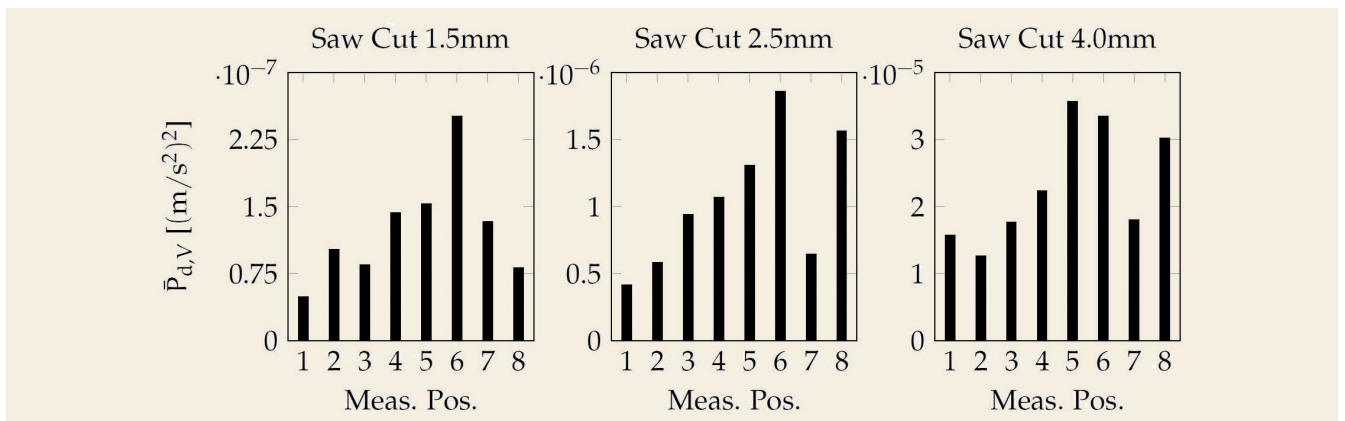 Saw Cut 1.5mm
·10⁻⁷
P̄d,V [(m/s²)²]
2.25
1.5
0.75
0
1 2 3 4 5 6 7 8
Meas. Pos.
Saw Cut 2.5mm
·10⁻⁶
1.5
1
0.5
0
1 2 3 4 5 6 7 8
Meas. Pos.
Saw Cut 4.0mm
·10⁻⁵
3
2
1
0
1 2 3 4 5 6 7 8
Meas. Pos.